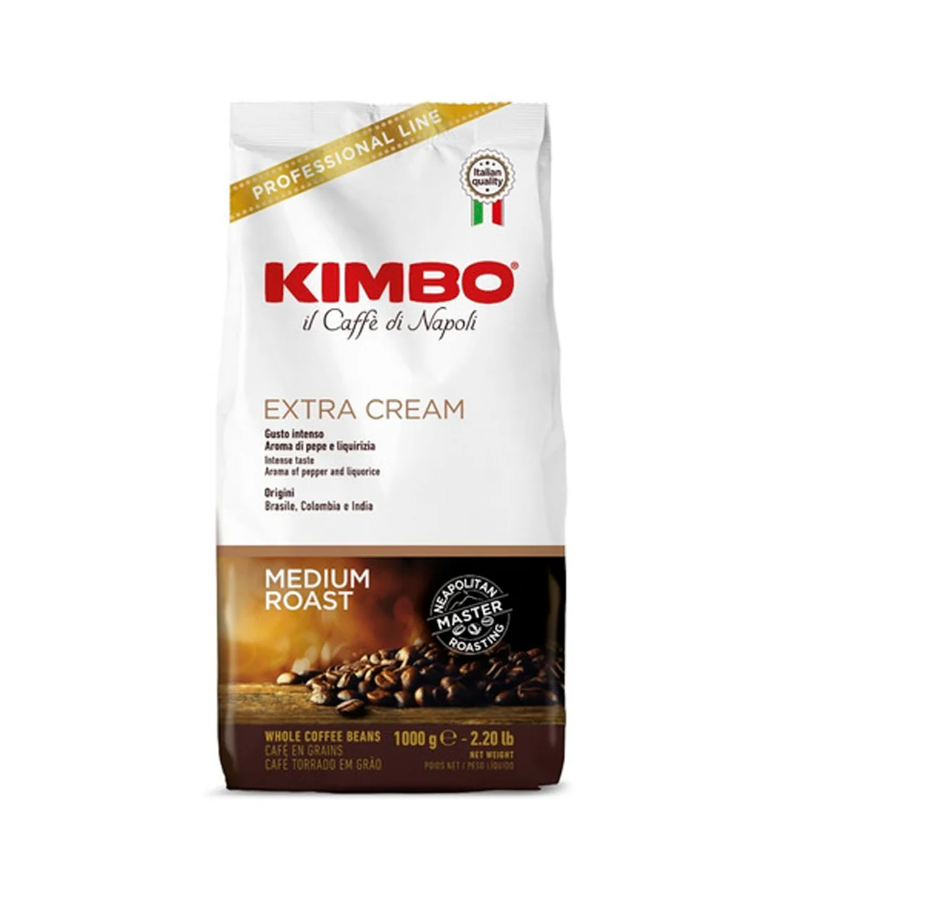 PROFESSIONAL LINE
Italian
quality
KIMBO®
il Caffè di Napoli
EXTRA CREAM
Gusto intenso
Aroma di pepe e liquirizia
Intense taste
Aroma of pepper and liquorice
Origini
Brasile, Colombia e India
MEDIUM
ROAST
NEAPOLITAN
MASTER
ROASTING
WHOLE COFFEE BEANS
CAFÉ EN GRAINS
CAFÉ TORRADO EM GRÃO
1000 g ℮ - 2.20 lb
NET WEIGHT
POIDS NET / PESO LÍQUIDO